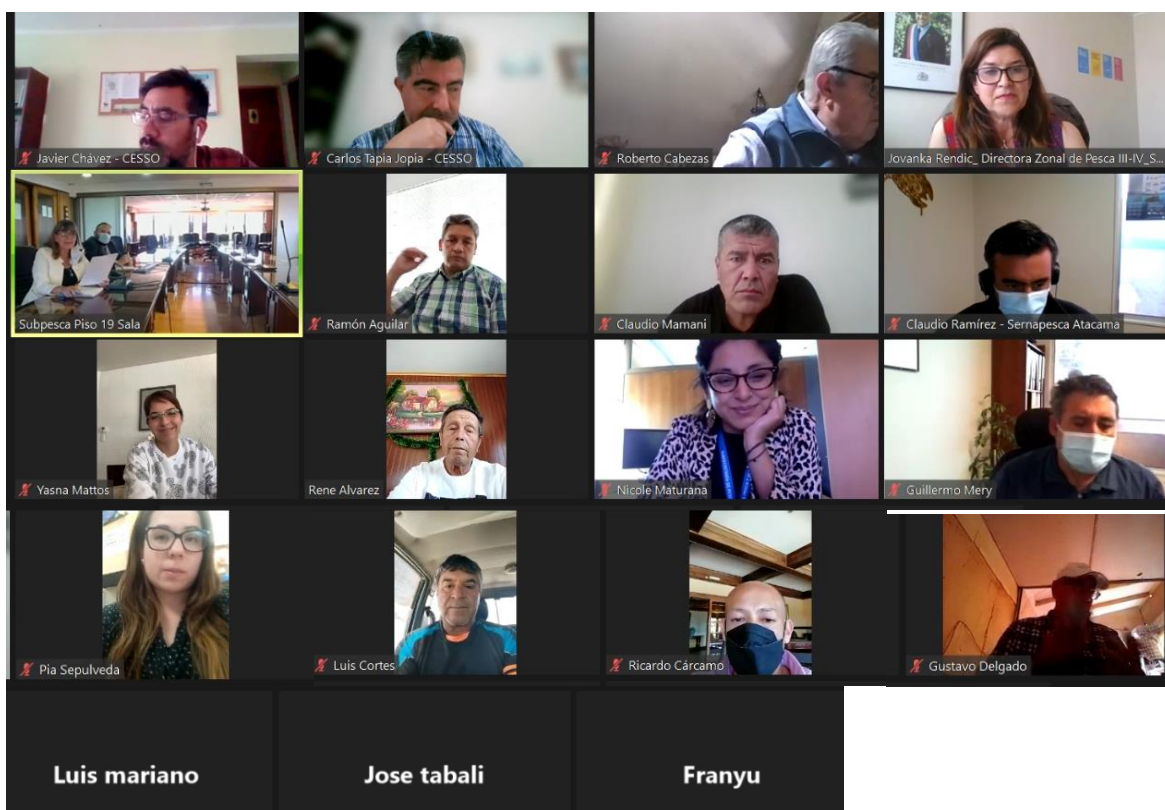 Javier Chávez - CESSO
Carlos Tapia Jopia - CESSO
Roberto Cabezas
Jovanka Rendic_ Directora Zonal de Pesca III-IV_S...
Subpesca Piso 19 Sala
Ramón Aguilar
Claudio Mamani
Claudio Ramírez - Sernapesca Atacama
Yasna Mattos
Rene Alvarez
Nicole Maturana
Guillermo Mery
Pia Sepulveda
Luis Cortes
Ricardo Cárcamo
Gustavo Delgado
Luis mariano
Jose tabali
Franyu